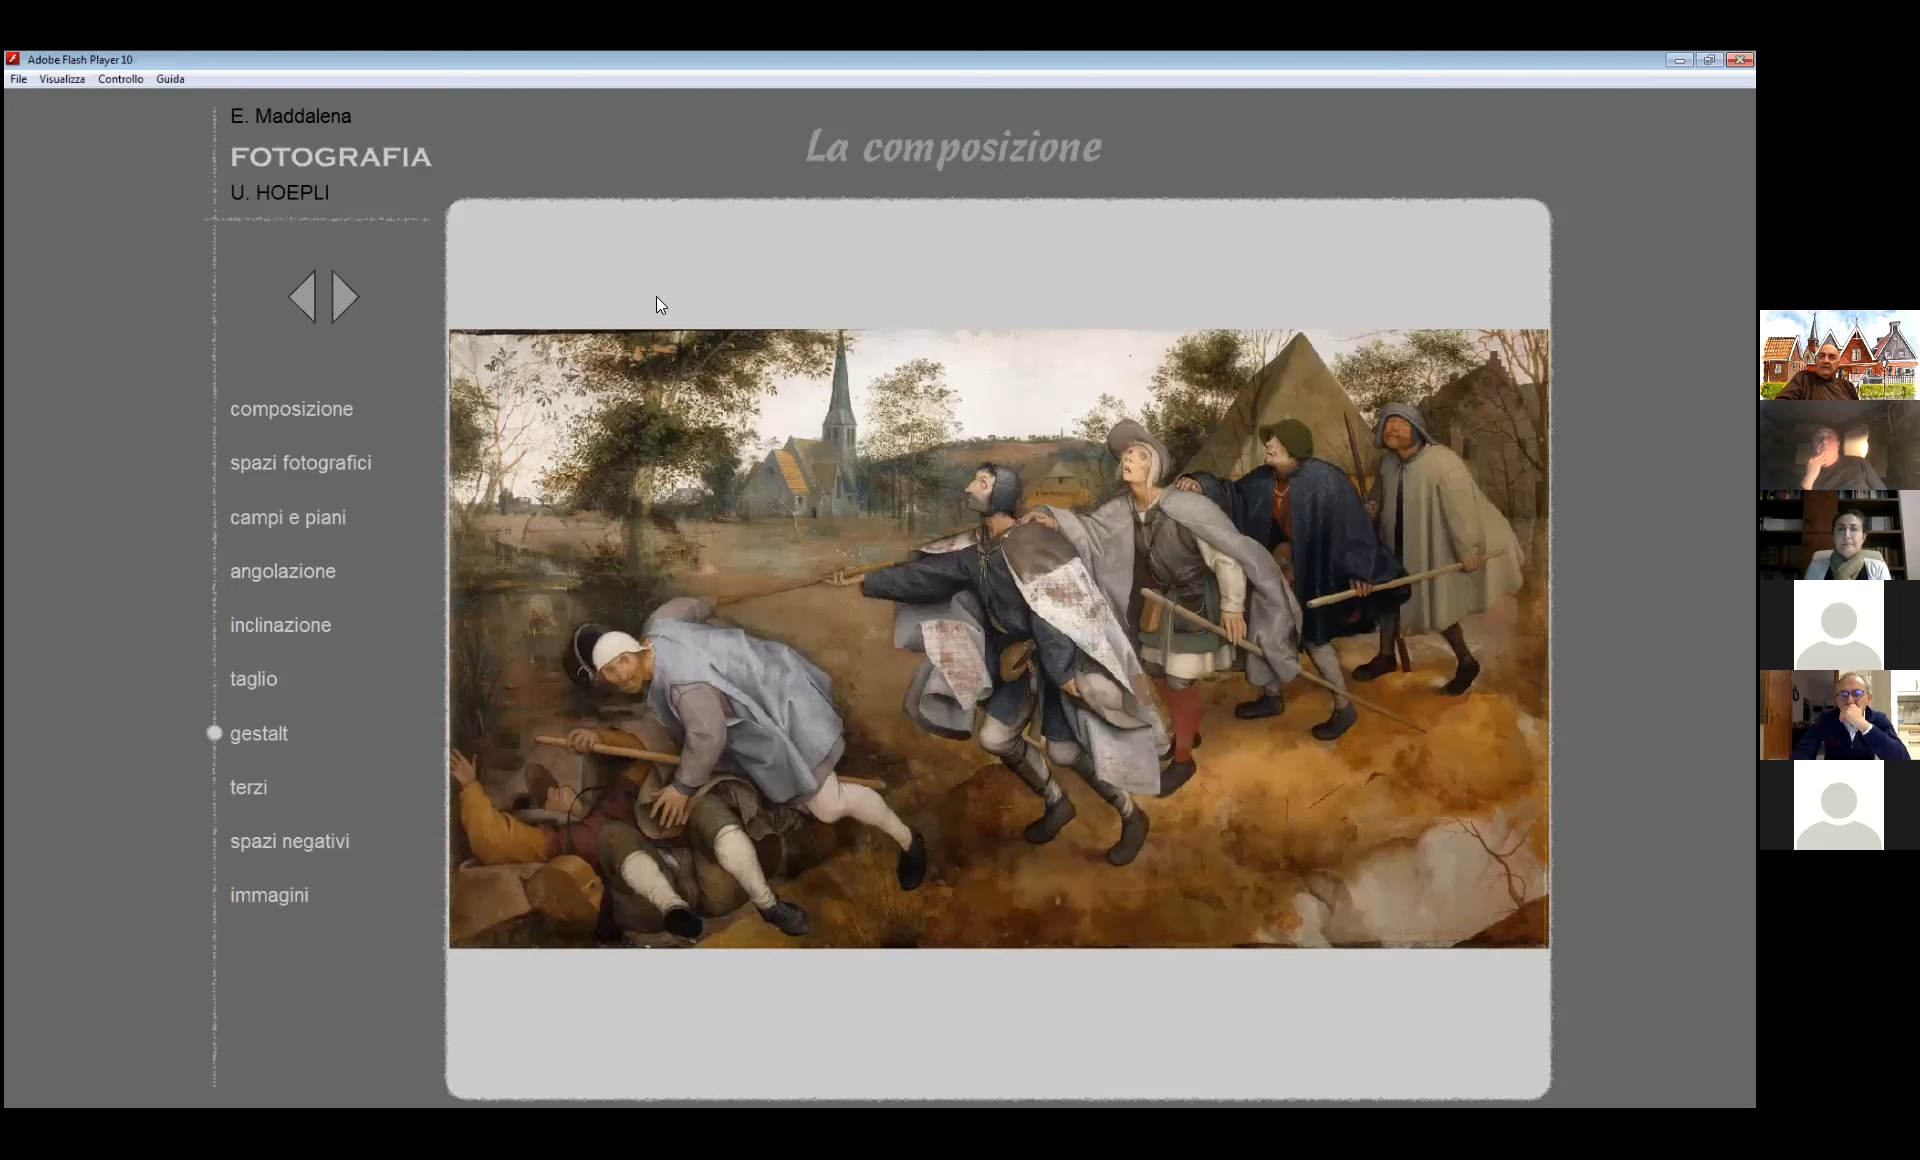 Adobe Flash Player 10
File Visualizza Controllo Guida
E. Maddalena
FOTOGRAFIA
U. HOEPLI
La composizione
composizione
spazi fotografici
campi e piani
angolazione
inclinazione
taglio
gestalt
terzi
spazi negativi
immagini